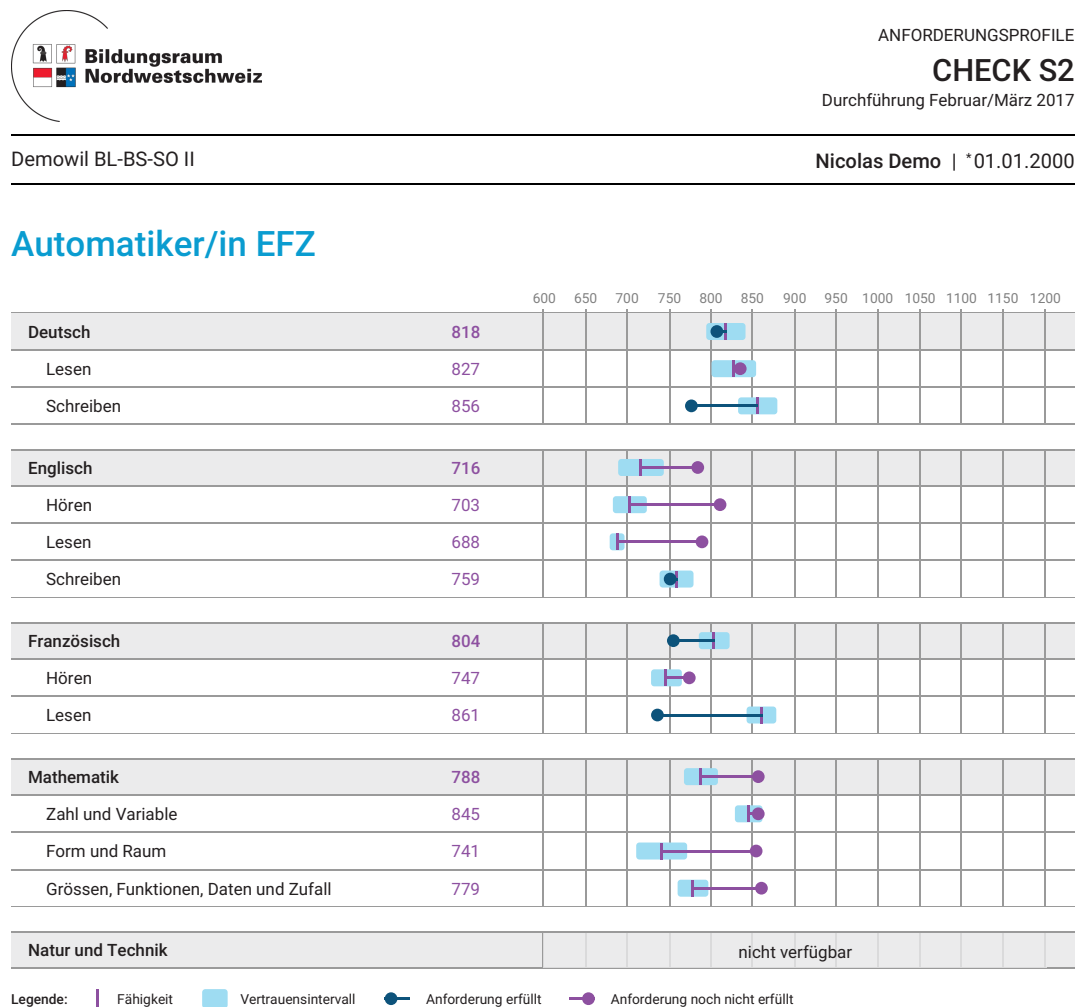 Bildungsraum
Nordwestschweiz
ANFORDERUNGSPROFILE
CHECK S2
Durchführung Februar/März 2017
Demowil BL-BS-SO II
Nicolas Demo | *01.01.2000
Automatiker/in EFZ
600 650 700 750 800 850 900 950 1000 1050 1100 1150 1200
Deutsch 818
Lesen 827
Schreiben 856
Englisch 716
Hören 703
Lesen 688
Schreiben 759
Französisch 804
Hören 747
Lesen 861
Mathematik 788
Zahl und Variable 845
Form und Raum 741
Grössen, Funktionen, Daten und Zufall 779
Natur und Technik nicht verfügbar
Legende: Fähigkeit Vertrauensintervall Anforderung erfüllt Anforderung noch nicht erfüllt